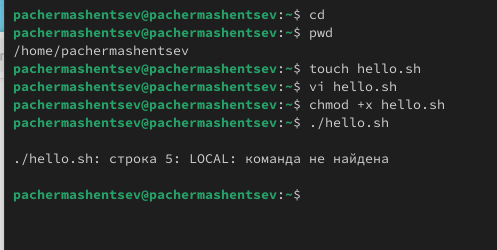 pachermashentsev@pachermashentsev:~$ cd
pachermashentsev@pachermashentsev:~$ pwd
/home/pachermashentsev
pachermashentsev@pachermashentsev:~$ touch hello.sh
pachermashentsev@pachermashentsev:~$ vi hello.sh
pachermashentsev@pachermashentsev:~$ chmod +x hello.sh
pachermashentsev@pachermashentsev:~$ ./hello.sh
./hello.sh: строка 5: LOCAL: команда не найдена
pachermashentsev@pachermashentsev:~$